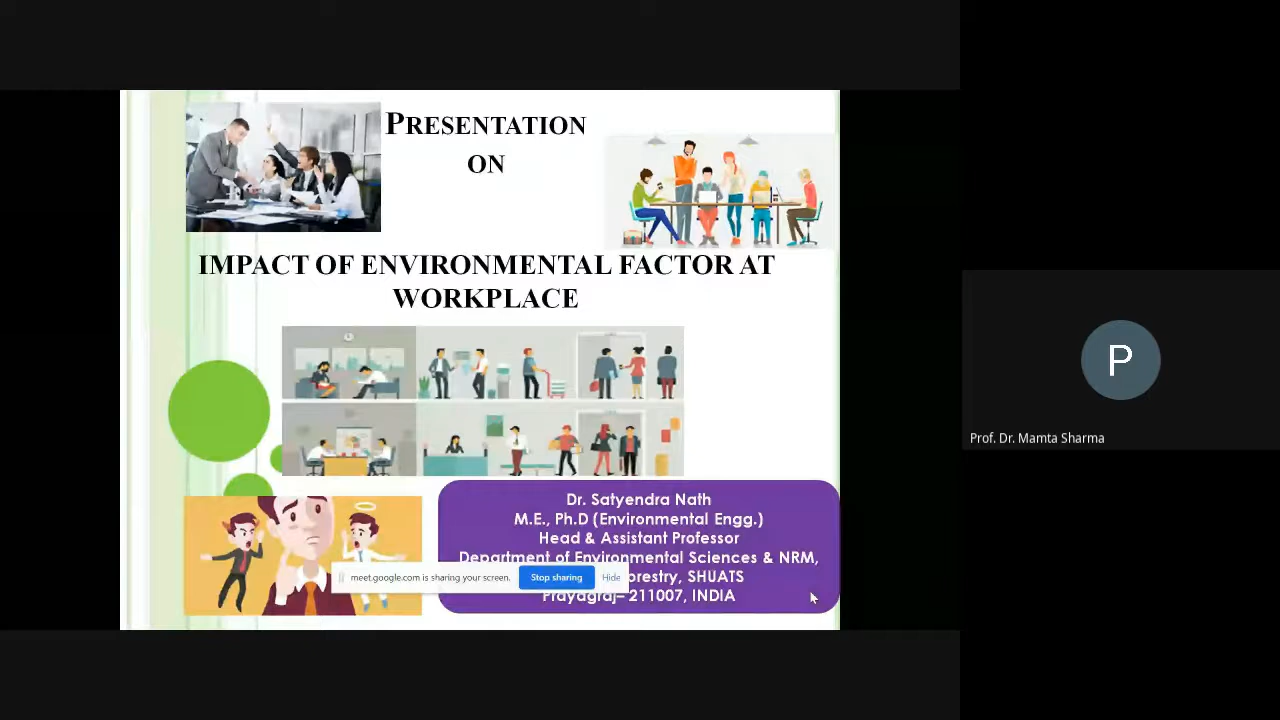 PRESENTATION
ON
IMPACT OF ENVIRONMENTAL FACTOR AT
WORKPLACE
Dr. Satyendra Nath
M.E., Ph.D (Environmental Engg.)
Head & Assistant Professor
Department of Environmental Sciences & NRM,
orestry, SHUATS
Prayagraj– 211007, INDIA
meet.google.com is sharing your screen.
Stop sharing
Hide
P
Prof. Dr. Mamta Sharma